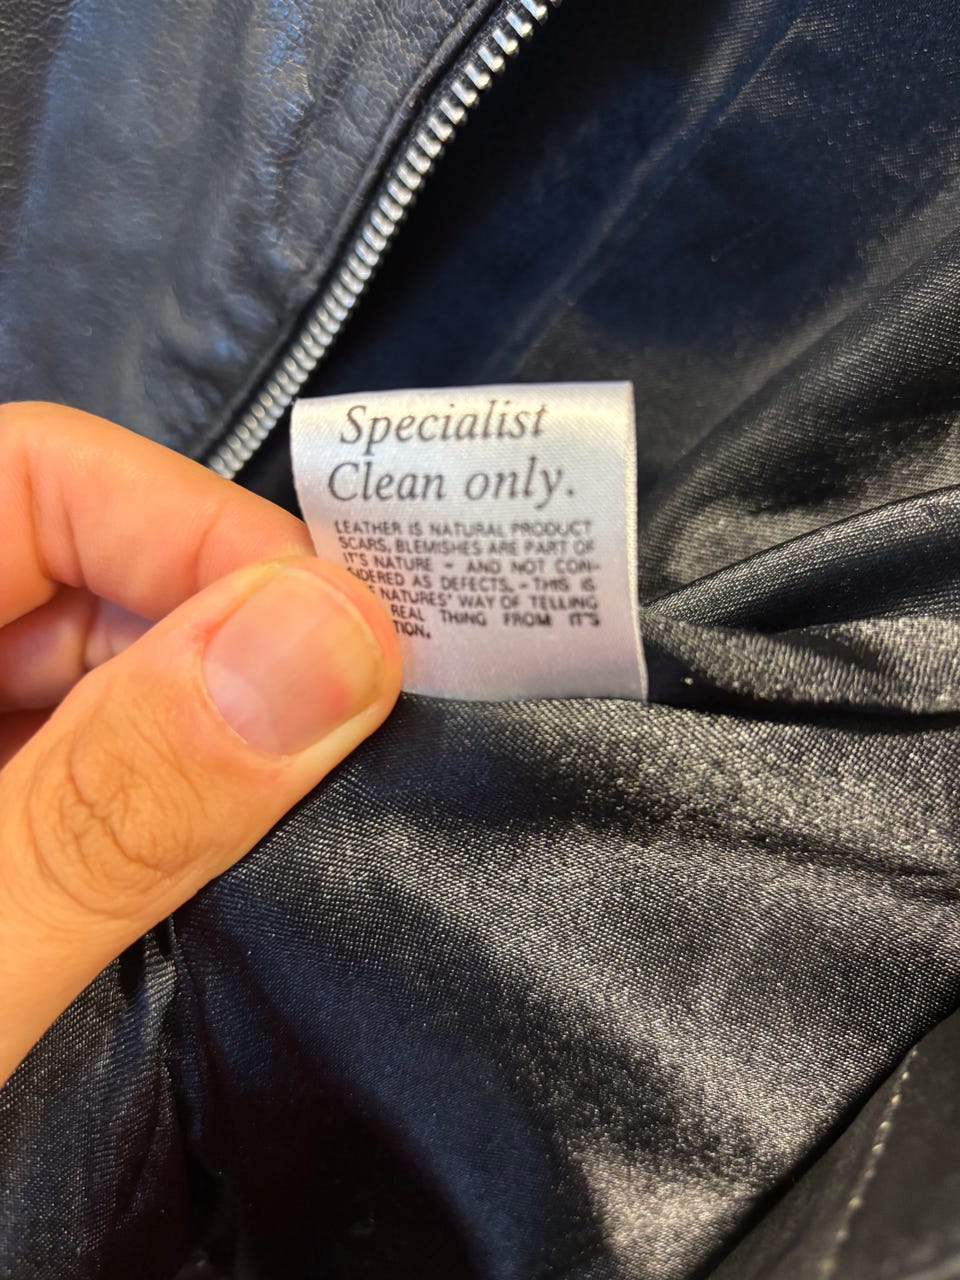 Specialist
Clean only.
LEATHER IS NATURAL PRODUCT
SCARS, BLEMISHES ARE PART OF
IT'S NATURE - AND NOT CON-
SIDERED AS DEFECTS, - THIS IS
NATURES' WAY OF TELLING
REAL THING FROM IT'S
TION.